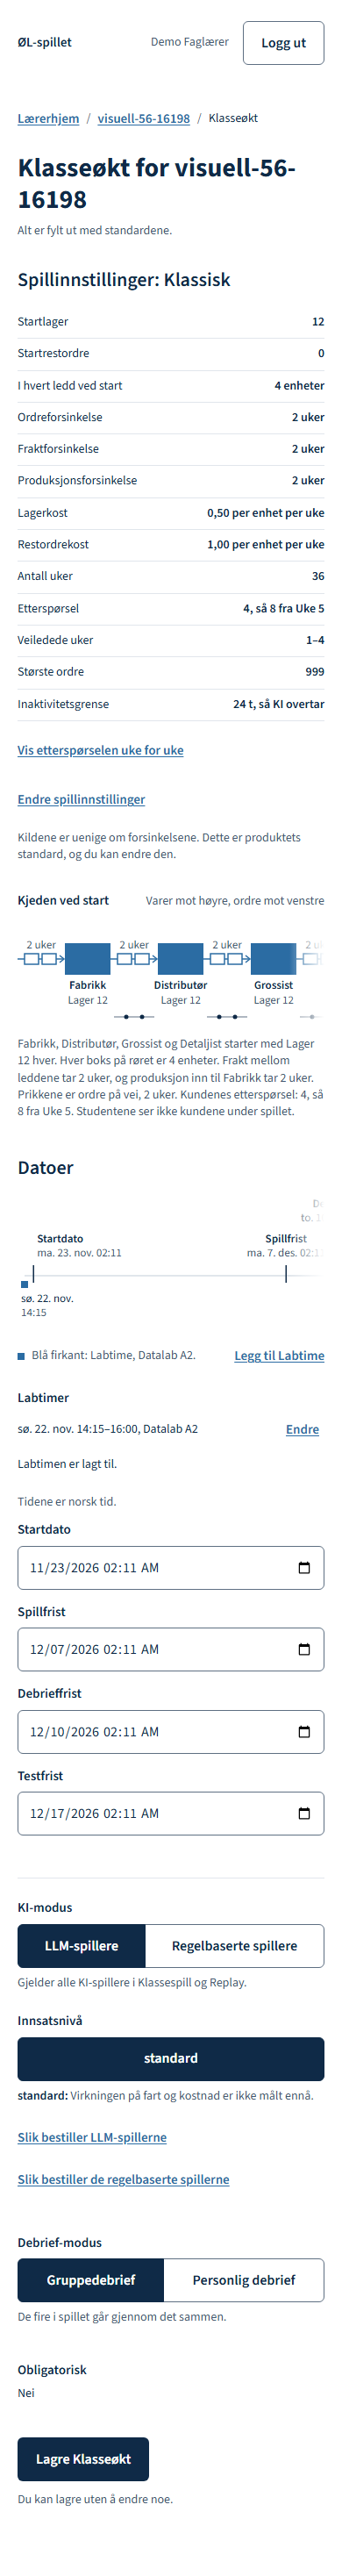 ØL-spillet
Demo Faglærer
Logg ut
Lærerhjem / visuell-56-16198 / Klasseøkt
Klasseøkt for visuell-56-
16198
Alt er fylt ut med standardene.
Spillinnstillinger: Klassisk
Startlager 12
Startrestordre 0
I hvert ledd ved start 4 enheter
Ordreforsinkelse 2 uker
Fraktforsinkelse 2 uker
Produksjonsforsinkelse 2 uker
Lagerkost 0,50 per enhet per uke
Restordrekost 1,00 per enhet per uke
Antall uker 36
Etterspørsel 4, så 8 fra Uke 5
Veiledede uker 1–4
Største ordre 999
Inaktivitetsgrense 24 t, så KI overtar
Vis etterspørselen uke for uke
Endre spillinnstillinger
Kildene er uenige om forsinkelsene. Dette er produktets
standard, og du kan endre den.
Kjeden ved start Varer mot høyre, ordre mot venstre
2 uker 2 uker 2 uker
Fabrikk Distributør Grossist
Lager 12 Lager 12 Lager 12
Fabrikk, Distributør, Grossist og Detaljist starter med Lager
12 hver. Hver boks på røret er 4 enheter. Frakt mellom
leddene tar 2 uker, og produksjon inn til Fabrikk tar 2 uker.
Prikkene er ordre på vei, 2 uker. Kundenes etterspørsel: 4, så
8 fra Uke 5. Studentene ser ikke kundene under spillet.
Datoer
to.
Startdato Spillfrist
ma. 23. nov. 02:11 ma. 7. des. 02:1
sø. 22. nov.
14:15
Blå firkant: Labtime, Datalab A2. Legg til Labtime
Labtimer
sø. 22. nov. 14:15–16:00, Datalab A2 Endre
Labtimen er lagt til.
Tidene er norsk tid.
Startdato
11/23/2026 02:11 AM
Spillfrist
12/07/2026 02:11 AM
Debrieffrist
12/10/2026 02:11 AM
Testfrist
12/17/2026 02:11 AM
KI-modus
LLM-spillere Regelbaserte spillere
Gjelder alle KI-spillere i Klassespill og Replay.
Innsatsnivå
standard
standard: Virkningen på fart og kostnad er ikke målt ennå.
Slik bestiller LLM-spillerne
Slik bestiller de regelbaserte spillerne
Debrief-modus
Gruppedebrief Personlig debrief
De fire i spillet går gjennom det sammen.
Obligatorisk
Nei
Lagre Klasseøkt
Du kan lagre uten å endre noe.